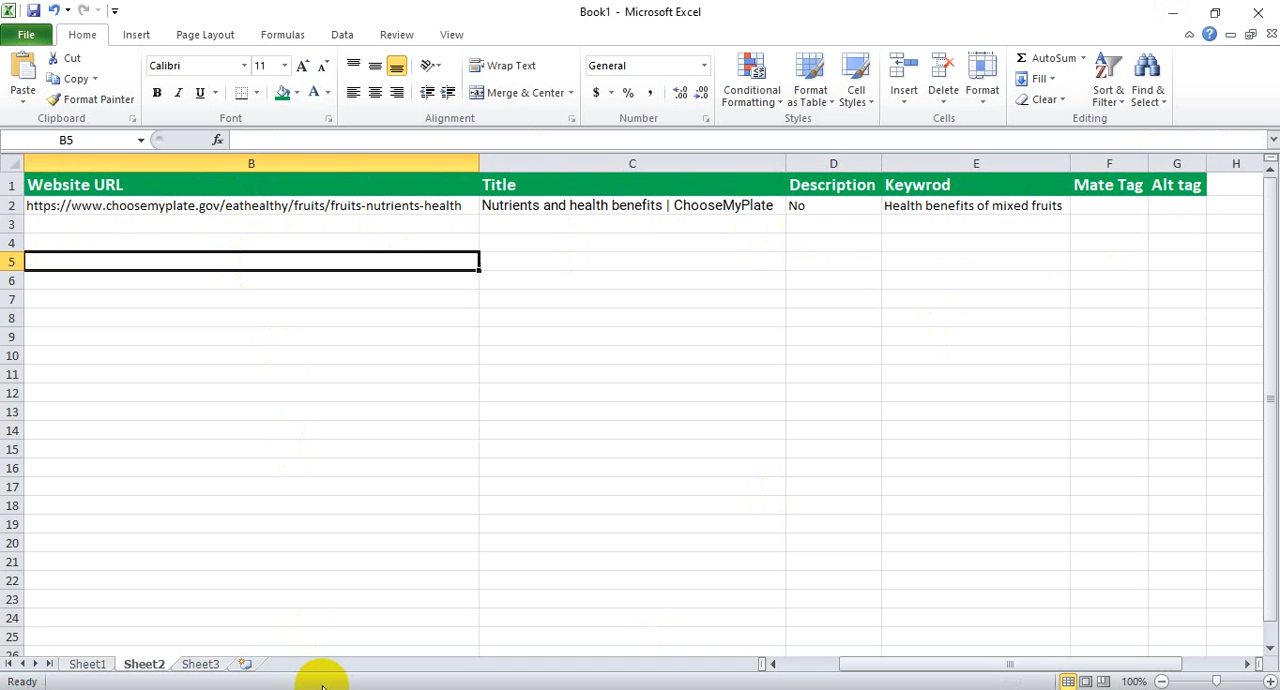 Book1 - Microsoft Excel
File Home Insert Page Layout Formulas Data Review View
Paste
Cut
Copy
Format Painter
Clipboard
Calibri 11
B I U
Font
Wrap Text
Merge & Center
Alignment
General
$ % ,
Number
Conditional Formatting
Format as Table
Cell Styles
Styles
Insert Delete Format
Cells
Σ AutoSum
Fill
Clear
Sort & Filter
Find & Select
Editing
B5 fx
B C D E F G H
1 Website URL Title Description Keywrod Mate Tag Alt tag
2 https://www.choosemyplate.gov/eathealthy/fruits/fruits-nutrients-health Nutrients and health benefits | ChooseMyPlate No Health benefits of mixed fruits
3
4
5
6
7
8
9
10
11
12
13
14
15
16
17
18
19
20
21
22
23
24
25
26
Sheet1 Sheet2 Sheet3
Ready 100%